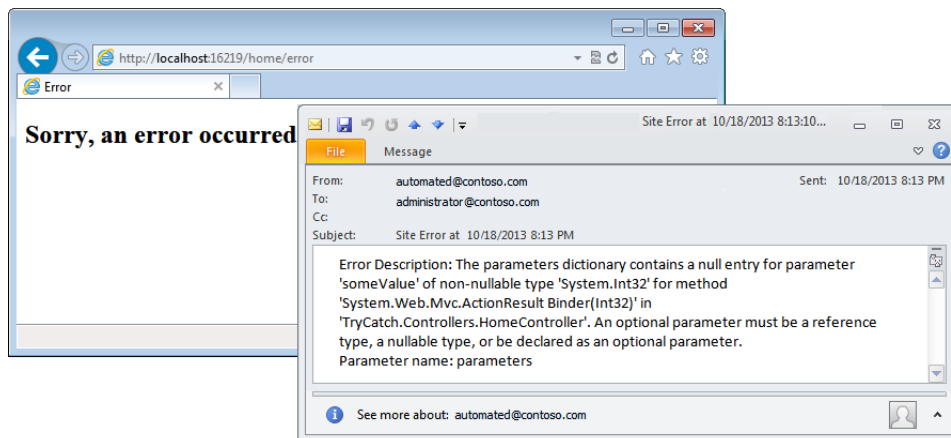 http://localhost:16219/home/error
Error
Sorry, an error occurred
Site Error at 10/18/2013 8:13:10...
File Message
From: automated@contoso.com Sent: 10/18/2013 8:13 PM
To: administrator@contoso.com
Cc:
Subject: Site Error at 10/18/2013 8:13 PM
Error Description: The parameters dictionary contains a null entry for parameter
'someValue' of non-nullable type 'System.Int32' for method
'System.Web.Mvc.ActionResult Binder(Int32)' in
'TryCatch.Controllers.HomeController'. An optional parameter must be a reference
type, a nullable type, or be declared as an optional parameter.
Parameter name: parameters
See more about: automated@contoso.com